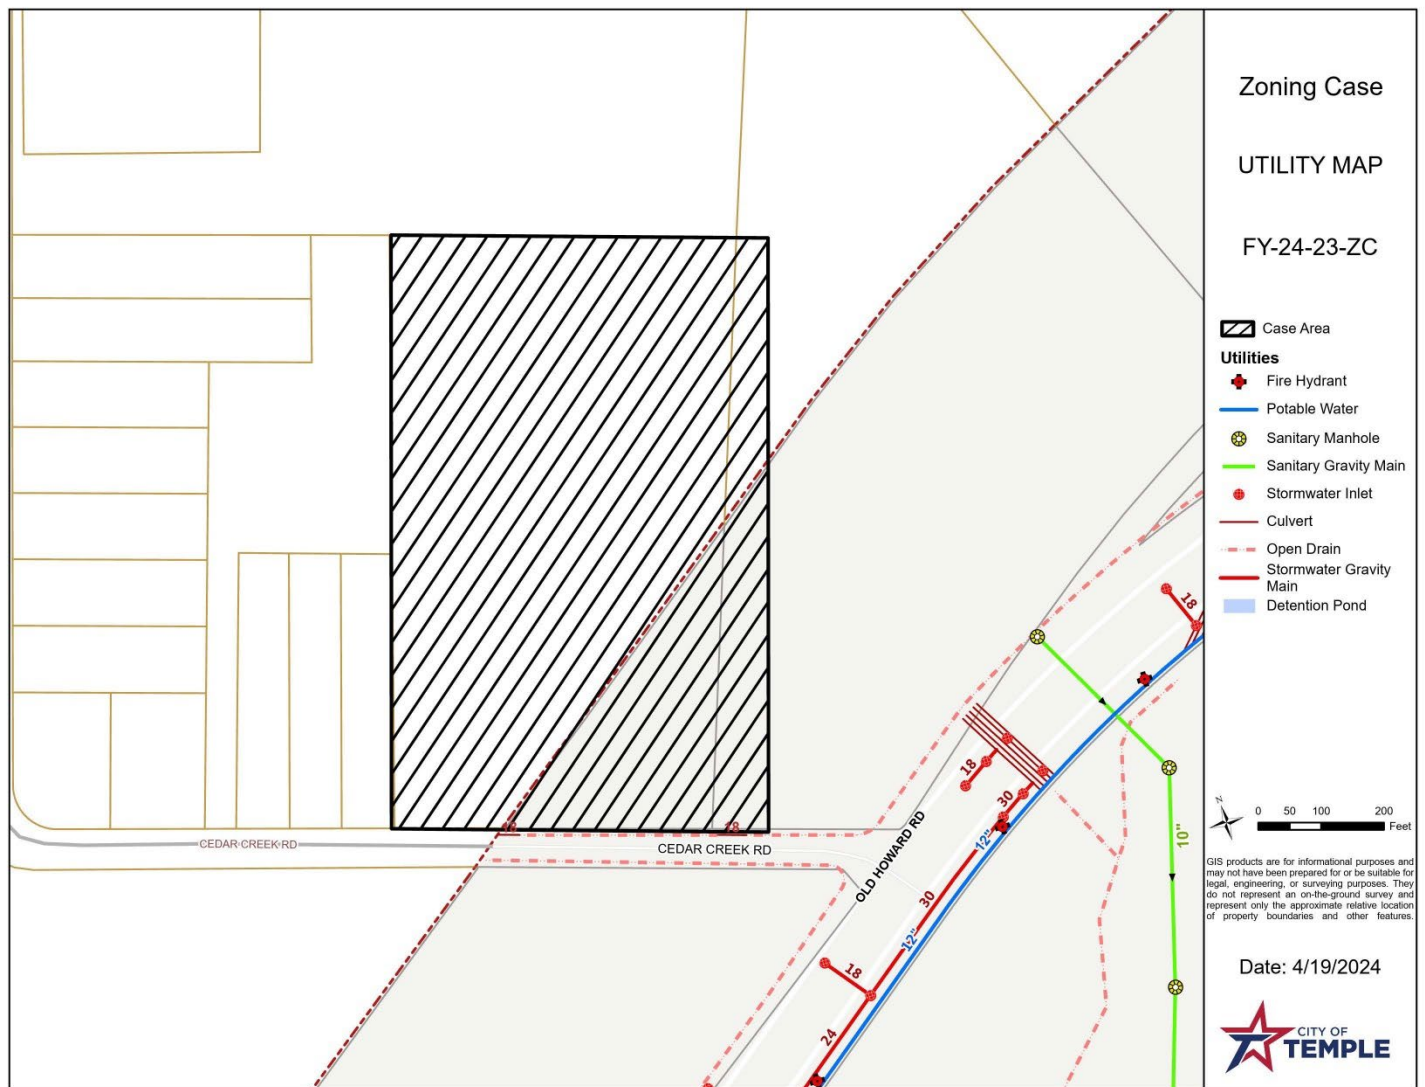 Zoning Case
UTILITY MAP
FY-24-23-ZC
Case Area
Utilities
Fire Hydrant
Potable Water
Sanitary Manhole
Sanitary Gravity Main
Stormwater Inlet
Culvert
Open Drain
Stormwater Gravity
Main
Detention Pond
N
0 50 100 200
Feet
GIS products are for informational purposes and
may not have been prepared for or be suitable for
legal, engineering, or surveying purposes. They
do not represent an on-the-ground survey and
represent only the approximate relative location
of property boundaries and other features.
Date: 4/19/2024
CITY OF
TEMPLE
18
18
18
30
12"
10"
18
18
CEDAR CREEK RD
CEDAR CREEK RD
OLD HOWARD RD
30
12"
18
24